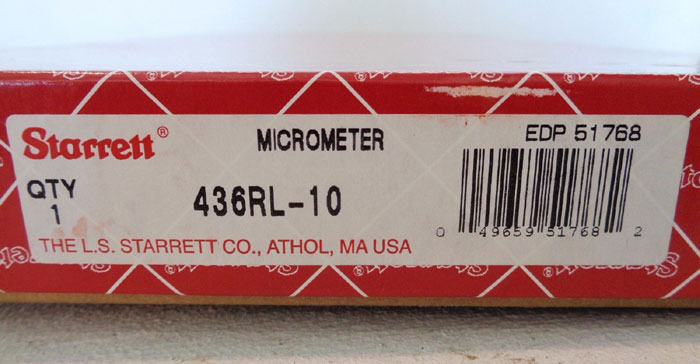 Starrett®
MICROMETER
EDP 51768
QTY
1
436RL-10
0 49659 51768 2
THE L.S. STARRETT CO., ATHOL, MA USA